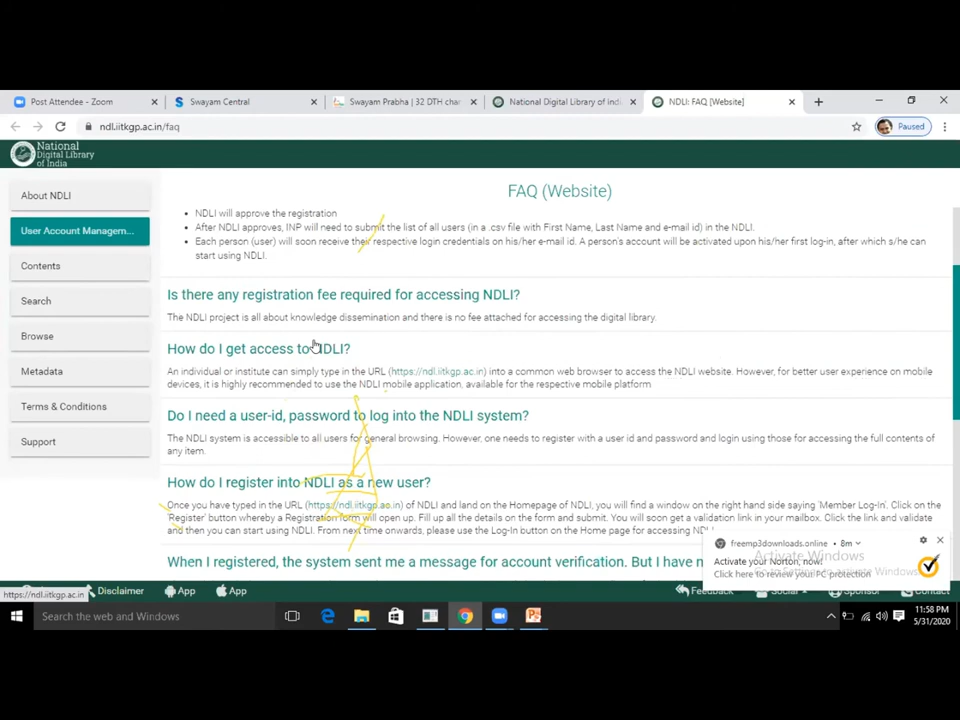 Post Attendee - Zoom
Swayam Central
Swayam Prabha | 32 DTH chan
National Digital Library of India
NDLI: FAQ [Website]
ndl.iitkgp.ac.in/faq
Paused
National
Digital Library
of India
About NDLI
User Account Managem...
Contents
Search
Browse
Metadata
Terms & Conditions
Support
FAQ (Website)
NDLI will approve the registration
After NDLI approves, INP will need to submit the list of all users (in a .csv file with First Name, Last Name and e-mail id) in the NDLI.
Each person (user) will soon receive their respective login credentials on his/her e-mail id. A person's account will be activated upon his/her first log-in, after which s/he can
start using NDLI.
Is there any registration fee required for accessing NDLI?
The NDLI project is all about knowledge dissemination and there is no fee attached for accessing the digital library.
How do I get access to NDLI?
An individual or institute can simply type in the URL (https://ndl.iitkgp.ac.in) into a common web browser to access the NDLI website. However, for better user experience on mobile
devices, it is highly recommended to use the NDLI mobile application, available for the respective mobile platform
Do I need a user-id, password to log into the NDLI system?
The NDLI system is accessible to all users for general browsing. However, one needs to register with a user id and password and login using those for accessing the full contents of
any item.
How do I register into NDLI as a new user?
Once you have typed in the URL (https://ndl.iitkgp.ac.in) of NDLI and land on the Homepage of NDLI, you will find a window on the right hand side saying 'Member Log-In'. Click on the
'Register' button whereby a Registration form will open up. Fill up all the details on the form and submit. You will soon get a validation link in your mailbox. Click the link and validate
and then you can start using NDLI. From next time onwards, please use the Log-In button on the Home page for accessing NDLI.
When I registered, the system sent me a message for account verification. But I have n
freemp3downloads.online • 8m
Activate your Norton, now!
Click here to review your PC protection
Activate Windows
Go to Settings to activate Windows.
https://ndl.iitkgp.ac.in
Disclaimer
App
App
Feedback
Social
Sponsor
Contact
Search the web and Windows
11:58 PM
5/31/2020